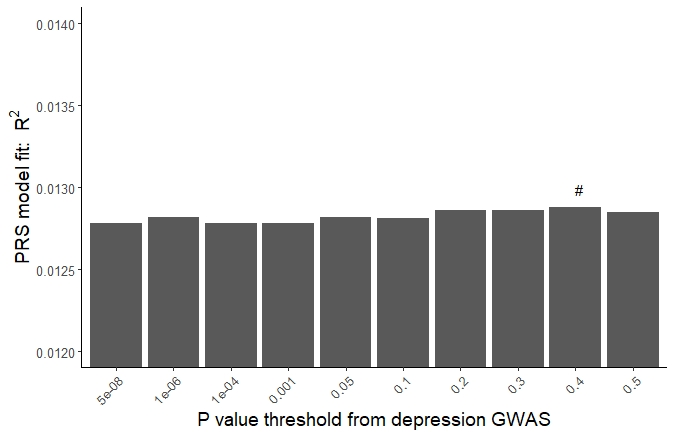 PRS model fit: R²
0.0140
0.0135
0.0130
0.0125
0.0120
#
5e-08 1e-06 1e-04 0.001 0.05 0.1 0.2 0.3 0.4 0.5
P value threshold from depression GWAS